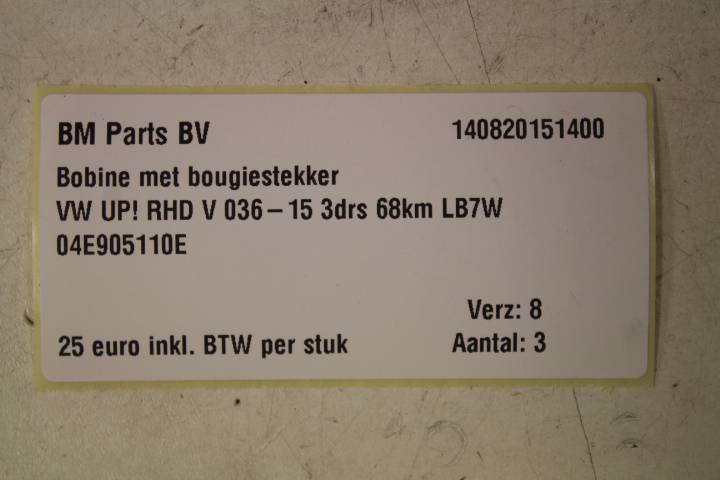 BM Parts BV 140820151400
Bobine met bougiestekker
VW UP! RHD V 036-15 3drs 68km LB7W
04E905110E
Verz: 8
25 euro inkl. BTW per stuk Aantal: 3